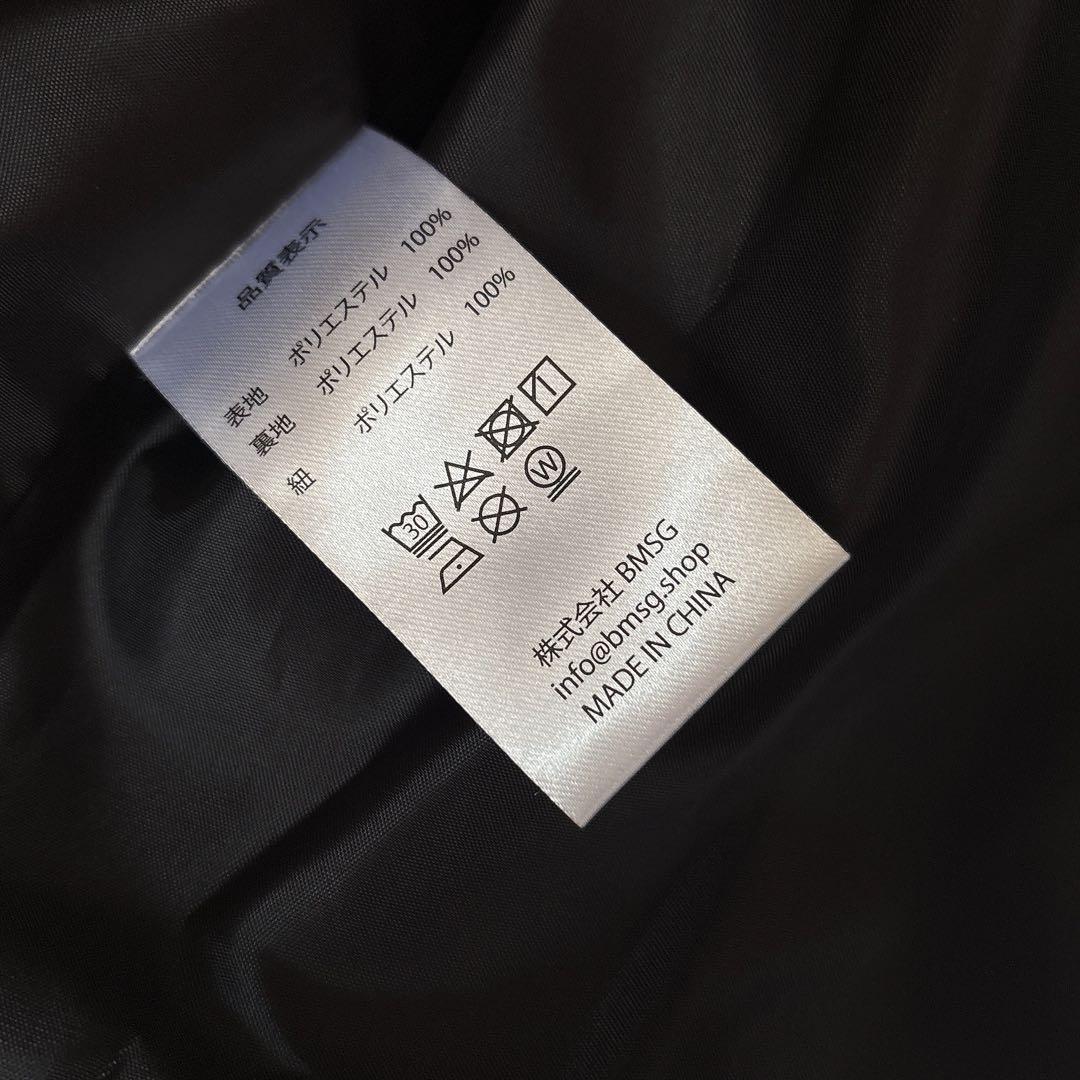 品質表示
表地 ポリエステル 100%
裏地 ポリエステル 100%
紐 ポリエステル 100%
30
W
株式会社 BMSG
info@bmsg.shop
MADE IN CHINA